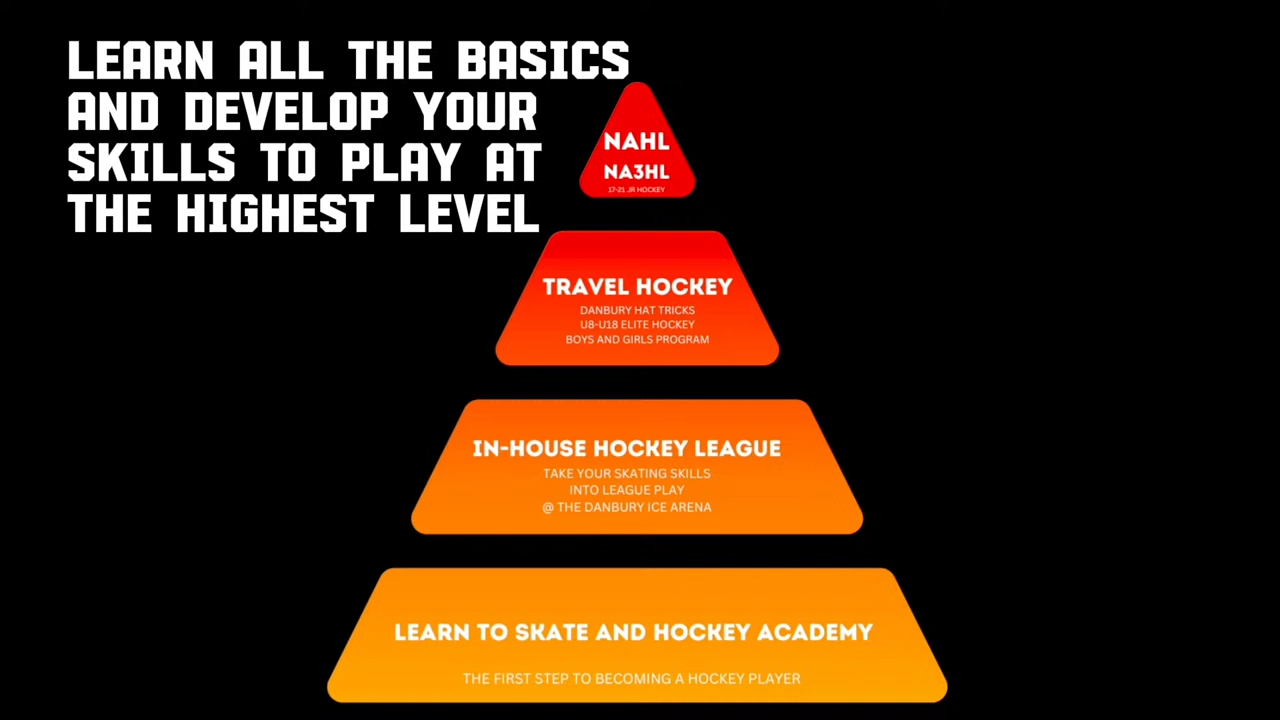 LEARN ALL THE BASICS
AND DEVELOP YOUR
SKILLS TO PLAY AT
THE HIGHEST LEVEL
NAHL
NA3HL
17-21 JR HOCKEY
TRAVEL HOCKEY
DANBURY HAT TRICKS
U8-U18 ELITE HOCKEY
BOYS AND GIRLS PROGRAM
IN-HOUSE HOCKEY LEAGUE
TAKE YOUR SKATING SKILLS
INTO LEAGUE PLAY
@ THE DANBURY ICE ARENA
LEARN TO SKATE AND HOCKEY ACADEMY
THE FIRST STEP TO BECOMING A HOCKEY PLAYER